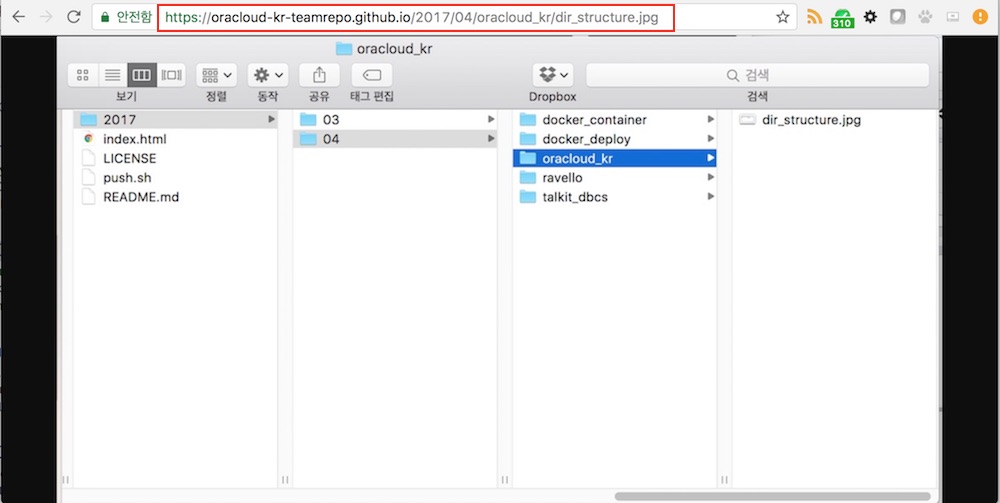 안전함 https://oracloud-kr-teamrepo.github.io/2017/04/oracloud_kr/dir_structure.jpg
310
oracloud_kr
검색
보기 정렬 동작 공유 태그 편집 Dropbox 검색
2017
index.html
LICENSE
push.sh
README.md
03
04
docker_container
docker_deploy
oracloud_kr
ravello
talkit_dbcs
dir_structure.jpg